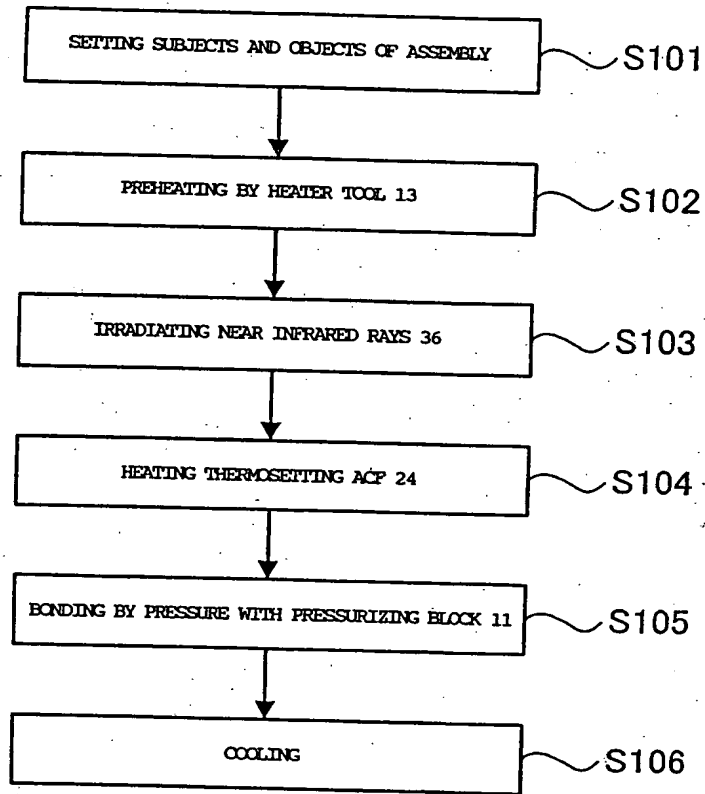 SETTING SUBJECTS AND OBJECTS OF ASSEMBLY
S101
PREHEATING BY HEATER TOOL 13
S102
IRRADIATING NEAR INFRARED RAYS 36
S103
HEATING THERMOSETTING ACF 24
S104
BONDING BY PRESSURE WITH PRESSURIZING BLOCK 11
S105
COOLING
S106